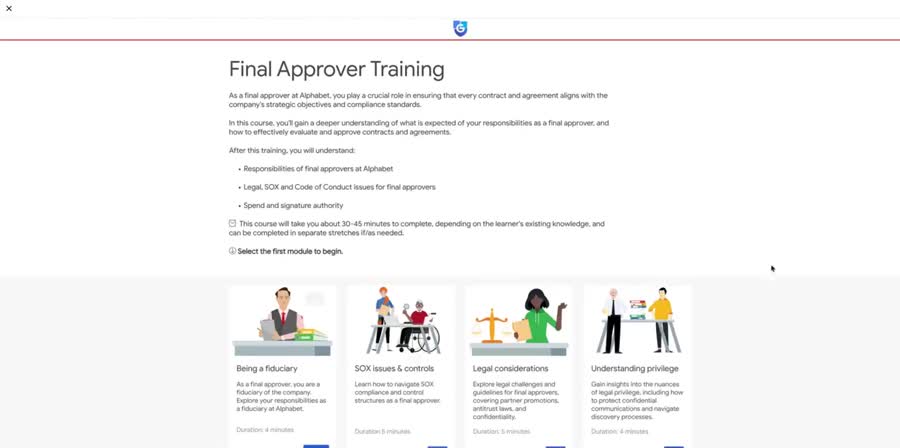 Final Approver Training
As a final approver at Alphabet, you play a crucial role in ensuring that every contract and agreement aligns with the
company's strategic objectives and compliance standards.
In this course, you'll gain a deeper understanding of what is expected of your responsibilities as a final approver, and
how to effectively evaluate and approve contracts and agreements.
After this training, you will understand:
• Responsibilities of final approvers at Alphabet
• Legal, SOX and Code of Conduct issues for final approvers
• Spend and signature authority
This course will take you about 30-45 minutes to complete, depending on the learner's existing knowledge, and
can be completed in separate stretches if/as needed.
Select the first module to begin.
Being a fiduciary
As a final approver, you are a
fiduciary of the company.
Explore your responsibilities as
a fiduciary at Alphabet.
Duration: 4 minutes
SOX issues & controls
Learn how to navigate SOX
compliance and control
structures as a final approver.
Duration:5 minutes
Legal considerations
Explore legal challenges and
guidelines for final approvers,
covering partner promotions,
antitrust laws, and
confidentiality.
Duration: 5 minutes
Understanding privilege
Gain insights into the nuances
of legal privilege, including how
to protect confidential
communications and navigate
discovery processes.
Duration: 4 minutes